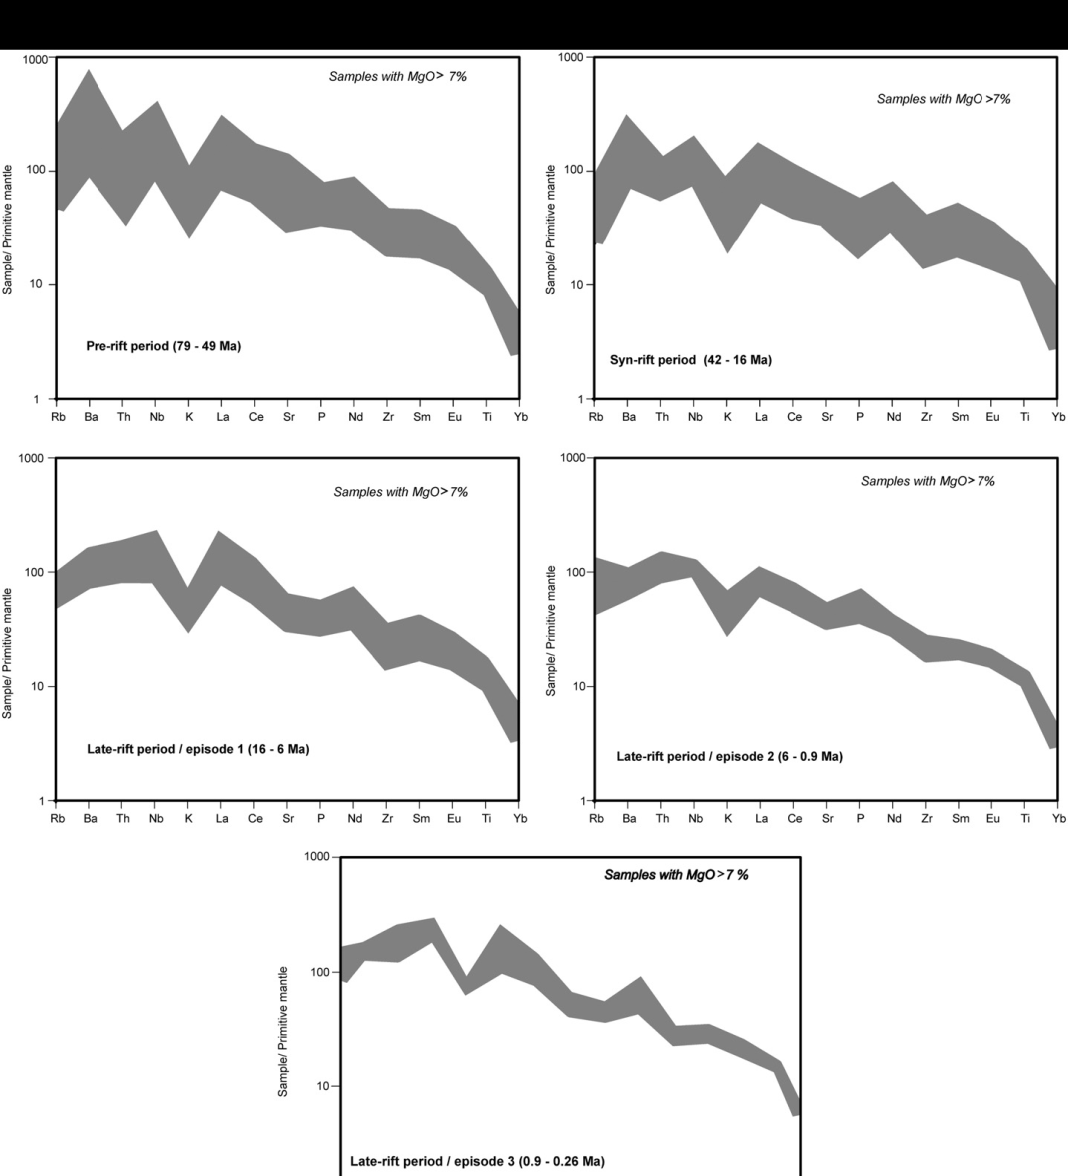 1000
100
10
1
Sample/ Primitive mantle
Samples with MgO> 7%
Pre-rift period (79 - 49 Ma)
Rb Ba Th Nb K La Ce Sr P Nd Zr Sm Eu Ti Yb
1000
100
10
1
Sample/ Primitive mantle
Samples with MgO >7%
Syn-rift period (42 - 16 Ma)
Rb Ba Th Nb K La Ce Sr P Nd Zr Sm Eu Ti Yb
1000
100
10
1
Sample/ Primitive mantle
Samples with MgO>7%
Late-rift period / episode 1 (16 - 6 Ma)
Rb Ba Th Nb K La Ce Sr P Nd Zr Sm Eu Ti Yb
1000
100
10
1
Sample/ Primitive mantle
Samples with MgO>7%
Late-rift period / episode 2 (6 - 0.9 Ma)
Rb Ba Th Nb K La Ce Sr P Nd Zr Sm Eu Ti Yb
1000
100
10
Sample/ Primitive mantle
Samples with MgO>7 %
Late-rift period / episode 3 (0.9 - 0.26 Ma)